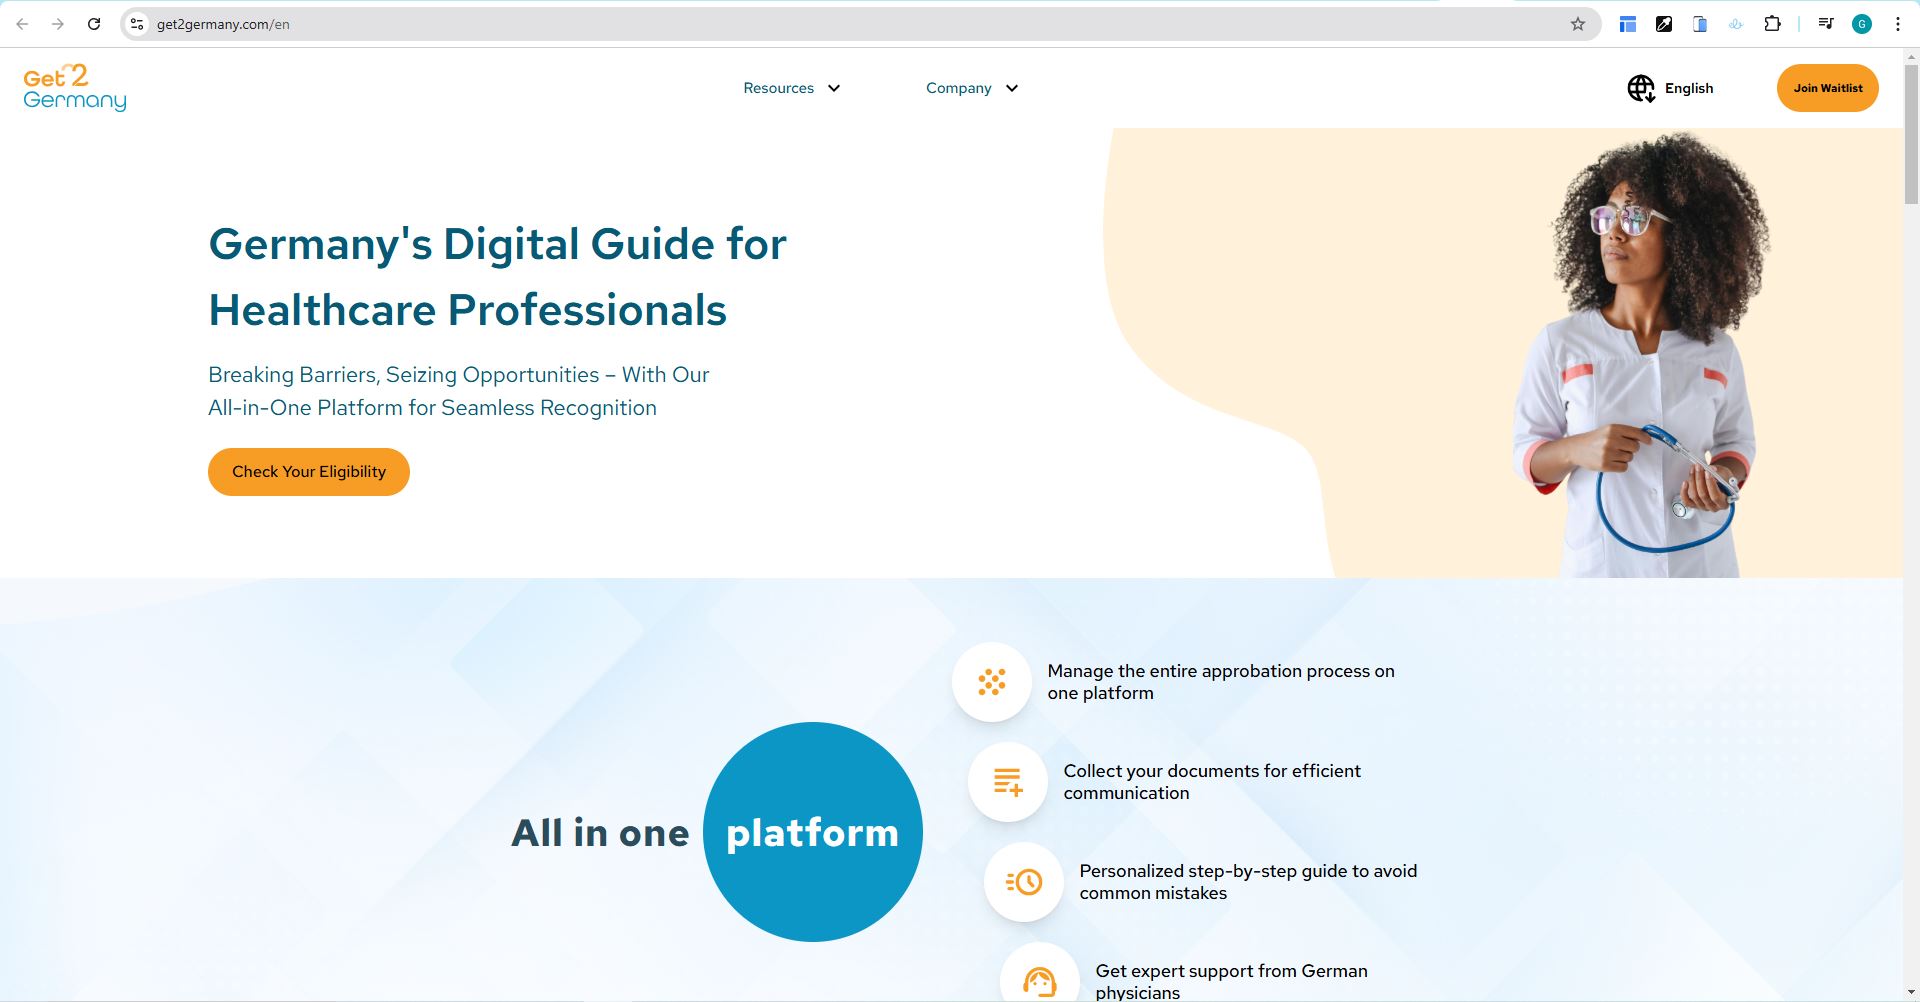 get2germany.com/en
G
Get 2
Germany
Resources
Company
English
Join Waitlist
Germany's Digital Guide for
Healthcare Professionals
Breaking Barriers, Seizing Opportunities – With Our
All-in-One Platform for Seamless Recognition
Check Your Eligibility
All in one platform
Manage the entire approbation process on
one platform
Collect your documents for efficient
communication
Personalized step-by-step guide to avoid
common mistakes
Get expert support from German
physicians